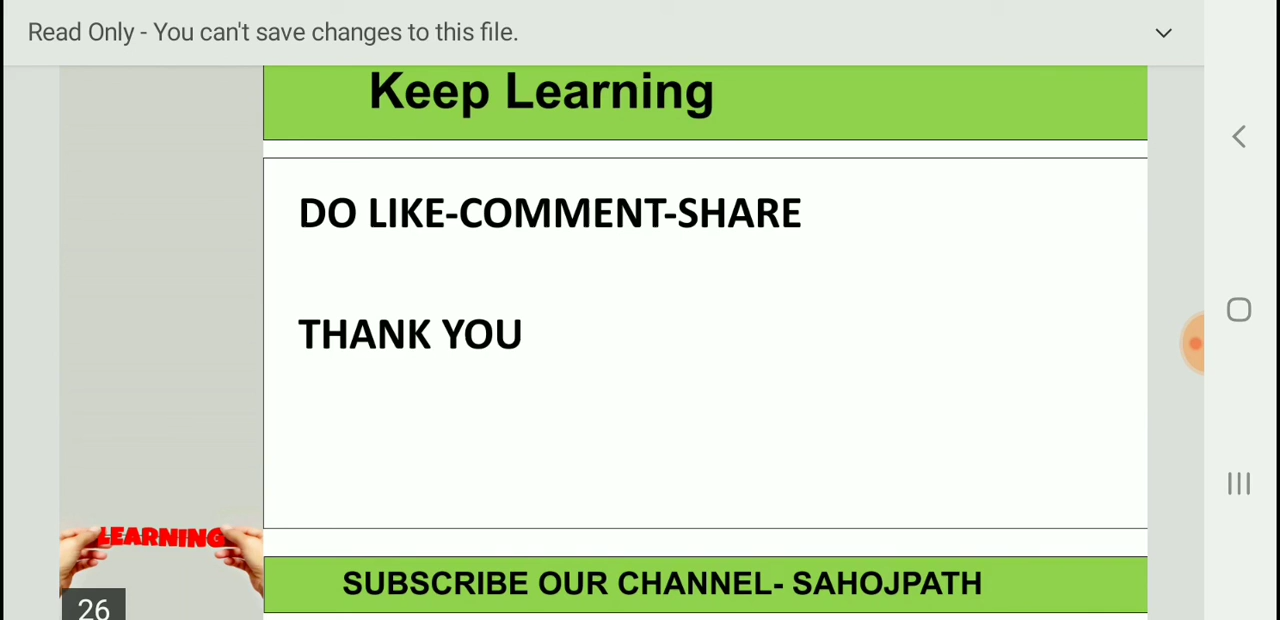 Read Only - You can't save changes to this file.
Keep Learning
DO LIKE-COMMENT-SHARE
THANK YOU
LEARNING
SUBSCRIBE OUR CHANNEL- SAHOJPATH
26